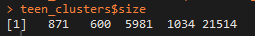 > teen_clusters$size
[1]   871   600  5981  1034 21514